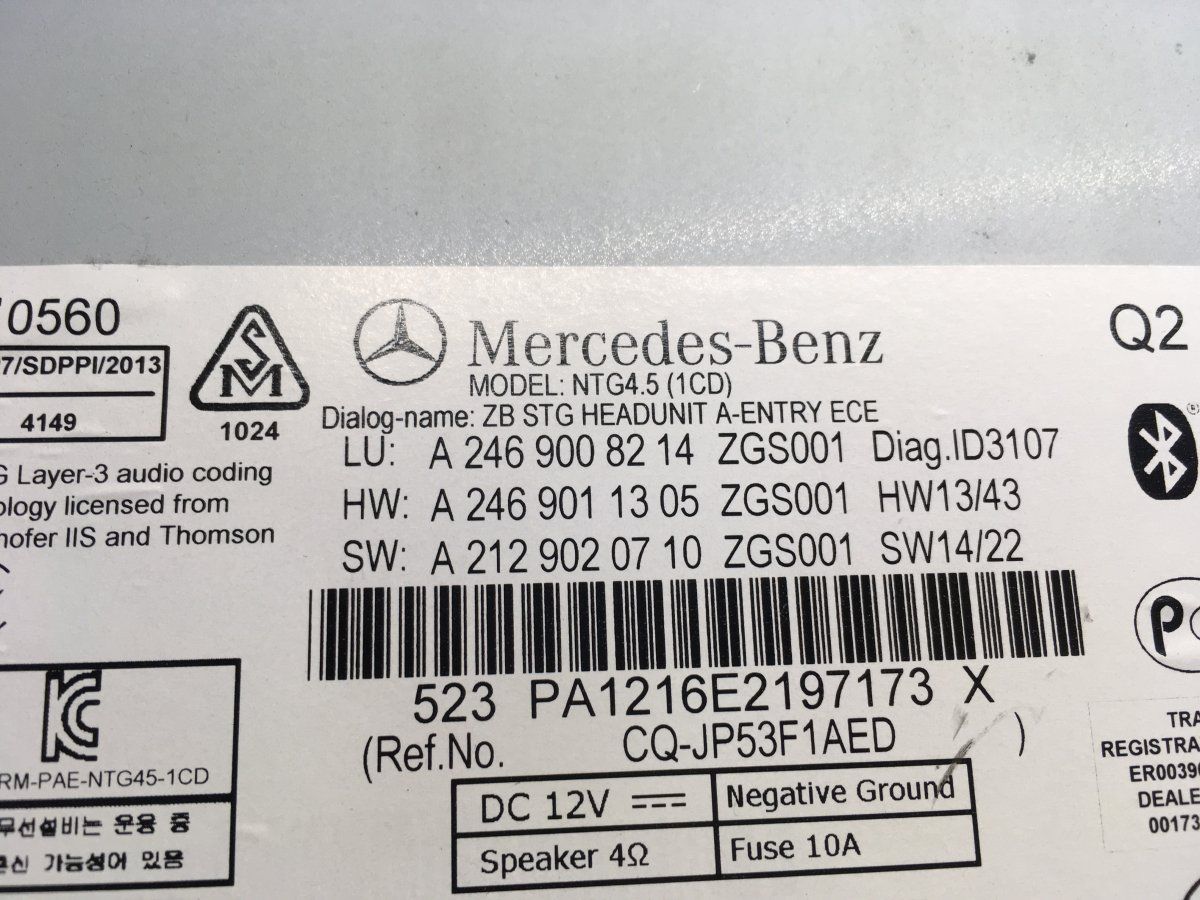 70560
7/SDPPI/2013
4149
SM
1024
Mercedes-Benz
MODEL: NTG4.5 (1CD)
Dialog-name: ZB STG HEADUNIT A-ENTRY ECE
LU: A 246 900 82 14 ZGS001 Diag.ID3107
HW: A 246 901 13 05 ZGS001 HW13/43
SW: A 212 902 07 10 ZGS001 SW14/22
523 PA1216E2197173 X
(Ref.No. CQ-JP53F1AED )
DC 12V
Negative Ground
Speaker 4Ω
Fuse 10A
G Layer-3 audio coding
ology licensed from
hofer IIS and Thomson
RM-PAE-NTG45-1CD
무선설비는 운용 중
가능성이 있음
Q2
®
TRA
REGISTRA
ER0039
DEALE
00173